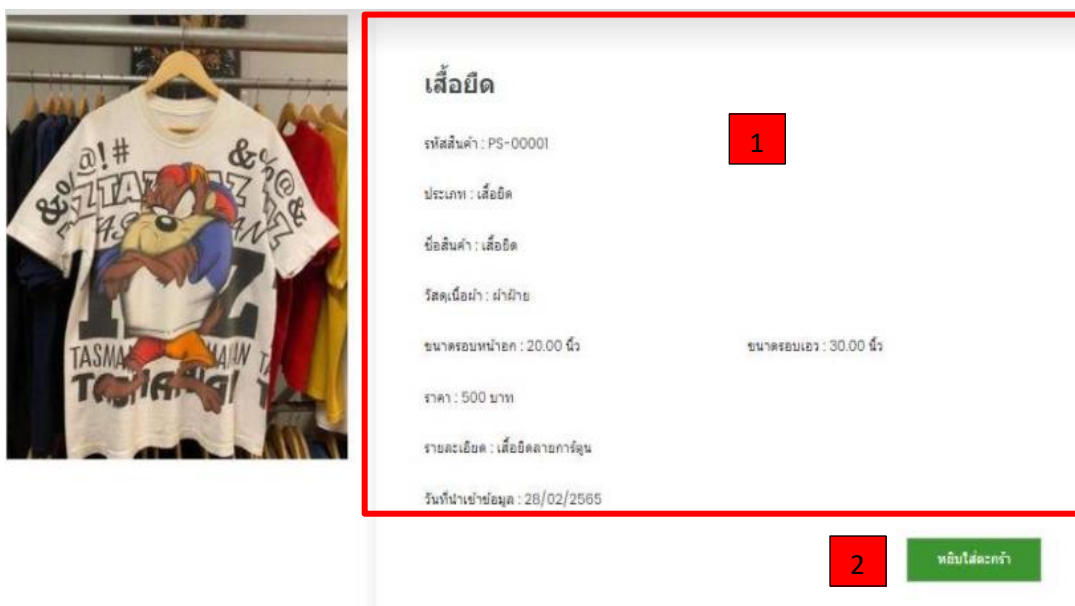 &%@!#
&%@&
TASMANIAN
เสื้อยืด
1
รหัสสินค้า : PS-00001
ประเภท : เสื้อยืด
ชื่อสินค้า : เสื้อยืด
วัสดุเนื้อผ้า : ผ้าฝ้าย
ขนาดรอบหน้าอก : 20.00 นิ้ว ขนาดรอบเอว : 30.00 นิ้ว
ราคา : 500 บาท
รายละเอียด : เสื้อยืดลายการ์ตูน
วันที่นำเข้าข้อมูล : 28/02/2565
2
หยิบใส่ตะกร้า